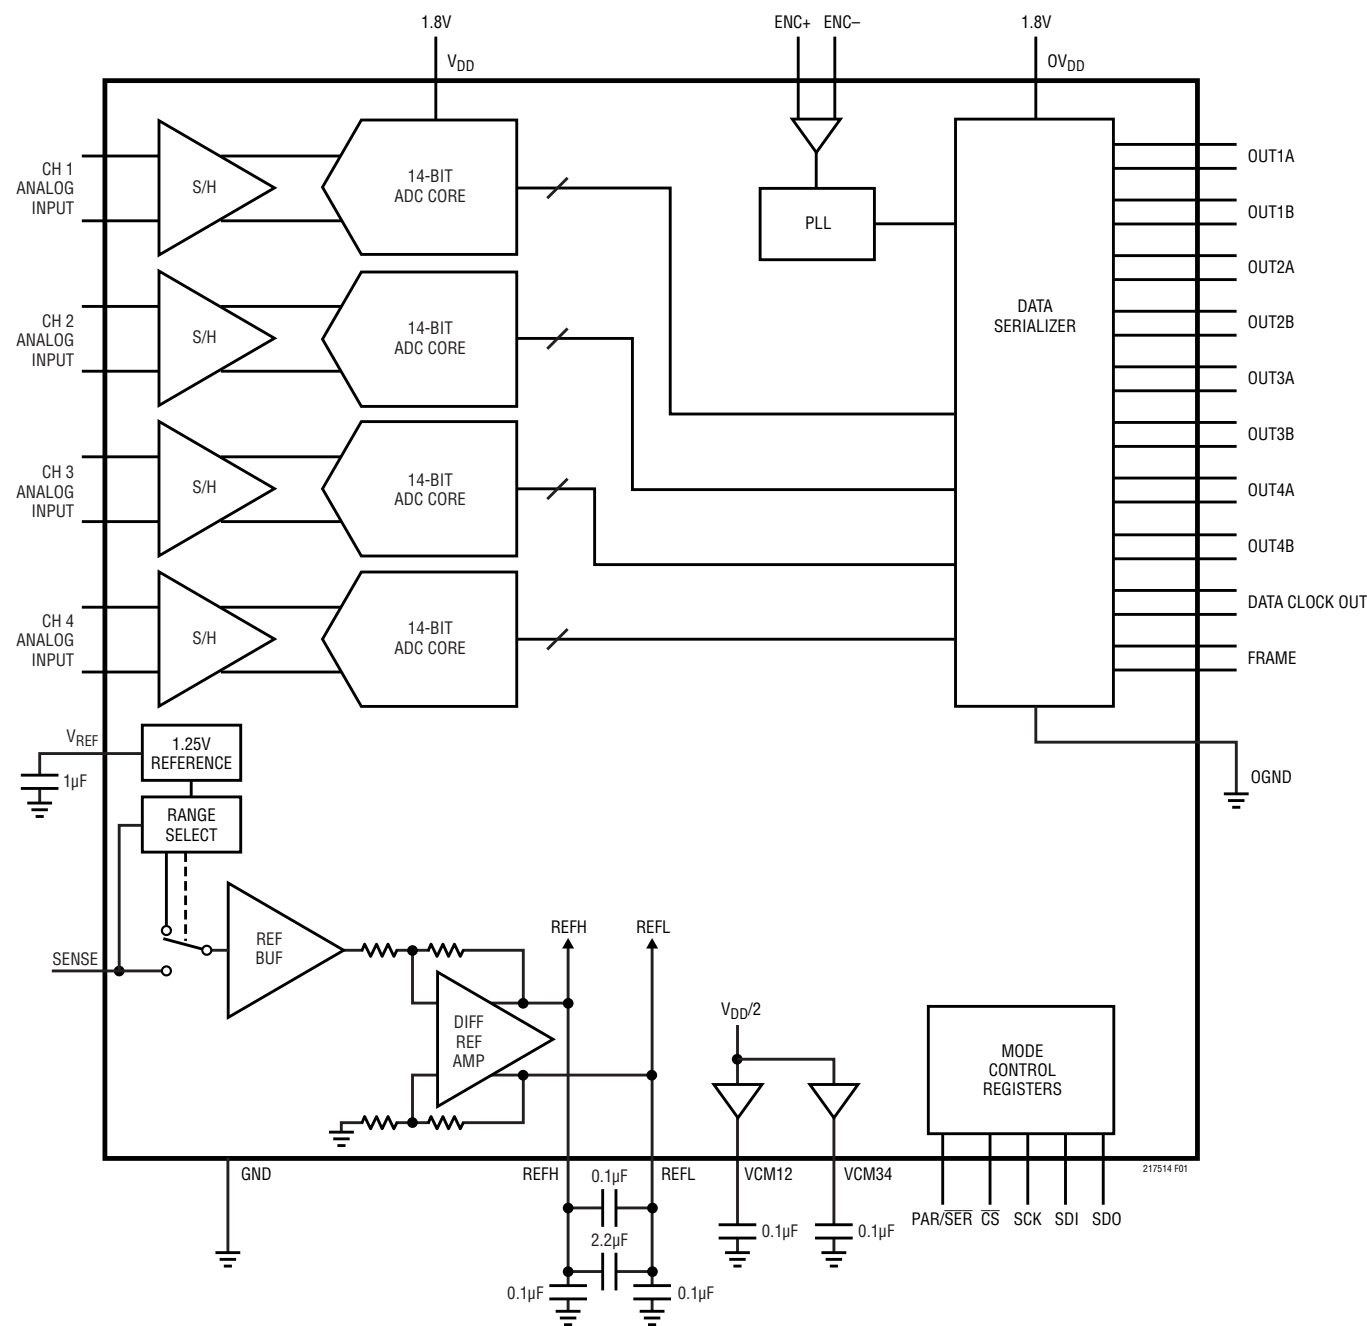 1.8V
ENC+ ENC–
1.8V
VDD
OVDD
CH 1
ANALOG
INPUT
S/H
14-BIT
ADC CORE
PLL
CH 2
ANALOG
INPUT
S/H
14-BIT
ADC CORE
CH 3
ANALOG
INPUT
S/H
14-BIT
ADC CORE
CH 4
ANALOG
INPUT
S/H
14-BIT
ADC CORE
DATA
SERIALIZER
OUT1A
OUT1B
OUT2A
OUT2B
OUT3A
OUT3B
OUT4A
OUT4B
DATA CLOCK OUT
FRAME
OGND
VREF
1µF
1.25V
REFERENCE
RANGE
SELECT
SENSE
REF
BUF
REFH
REFL
DIFF
REF
AMP
VDD/2
MODE
CONTROL
REGISTERS
GND
REFH
0.1µF
REFL
VCM12
VCM34
217514 F01
2.2µF
0.1µF
0.1µF
0.1µF
0.1µF
PAR/S̅E̅R̅ C̅S̅ SCK SDI SDO